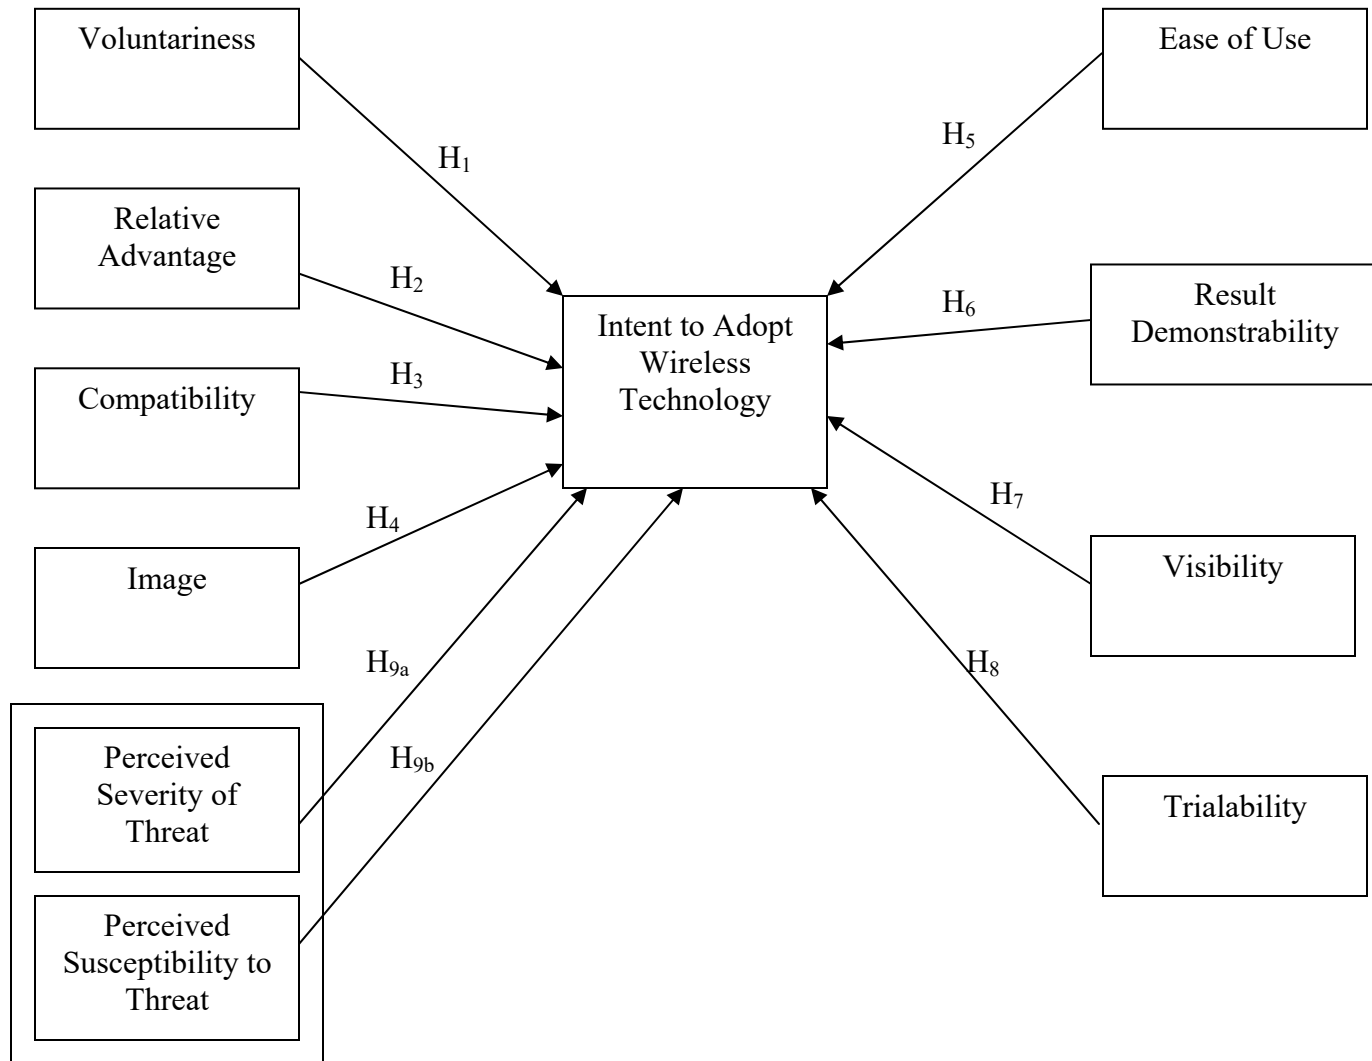 Voluntariness
Ease of Use
H₁
H₅
Relative
Advantage
H₂
Result
Demonstrability
H₆
Intent to Adopt
Wireless
Technology
Compatibility
H₃
H₄
H₇
Image
Visibility
H₉ₐ
H₈
Perceived
Severity of
Threat
H₉b
Trialability
Perceived
Susceptibility to
Threat